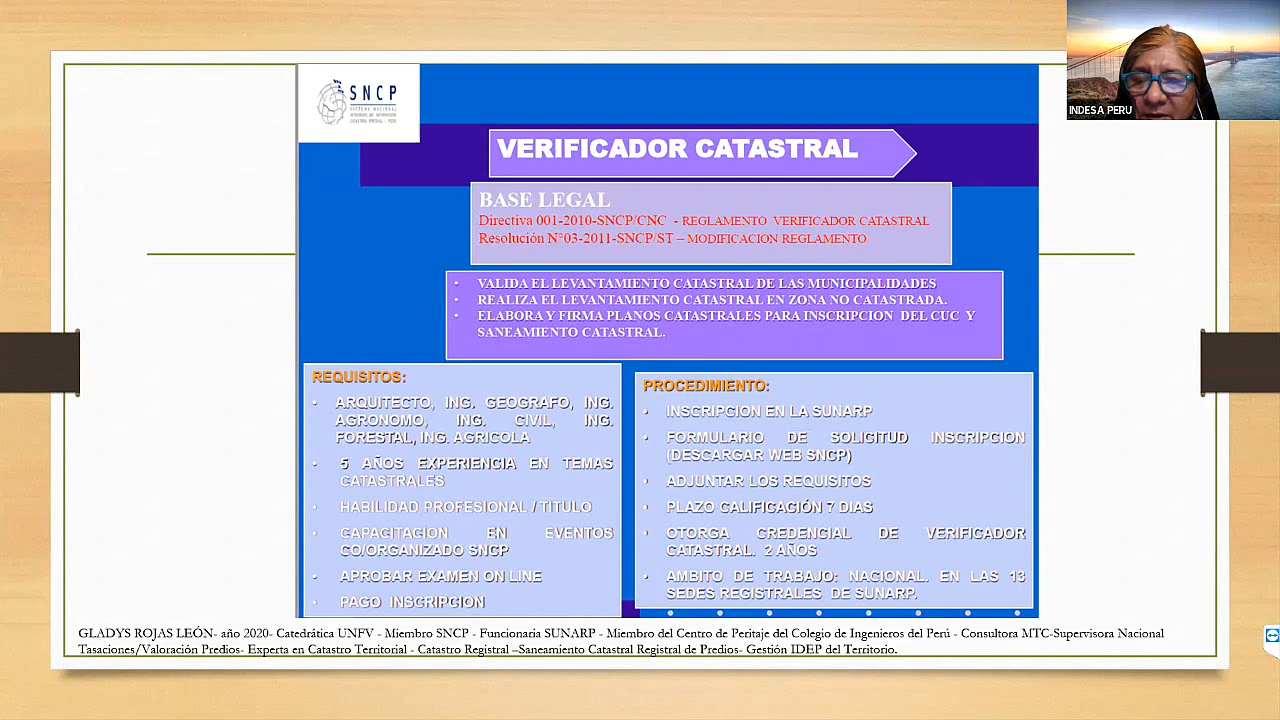 SNCP
INDESA PERU
VERIFICADOR CATASTRAL
BASE LEGAL
Directiva 001-2010-SNCP/CNC - REGLAMENTO VERIFICADOR CATASTRAL
Resolución N°03-2011-SNCP/ST – MODIFICACION REGLAMENTO
• VALIDA EL LEVANTAMIENTO CATASTRAL DE LAS MUNICIPALIDADES
• REALIZA EL LEVANTAMIENTO CATASTRAL EN ZONA NO CATASTRADA.
• ELABORA Y FIRMA PLANOS CATASTRALES PARA INSCRIPCION DEL CUC Y
SANEAMIENTO CATASTRAL.
REQUISITOS:
• ARQUITECTO, ING. GEOGRAFO, ING.
AGRONOMO, ING. CIVIL, ING.
FORESTAL, ING. AGRICOLA
• 5 AÑOS EXPERIENCIA EN TEMAS
CATASTRALES
• HABILIDAD PROFESIONAL / TITULO
• CAPACITACION EN EVENTOS
CO/ORGANIZADO SNCP
• APROBAR EXAMEN ON LINE
• PAGO INSCRIPCION
PROCEDIMIENTO:
• INSCRIPCION EN LA SUNARP
• FORMULARIO DE SOLICITUD INSCRIPCION
(DESCARGAR WEB SNCP)
• ADJUNTAR LOS REQUISITOS
• PLAZO CALIFICACIÓN 7 DIAS
• OTORGA CREDENCIAL DE VERIFICADOR
CATASTRAL. 2 AÑOS
• AMBITO DE TRABAJO: NACIONAL. EN LAS 13
SEDES REGISTRALES DE SUNARP.
GLADYS ROJAS LEÓN- año 2020- Catedrática UNFV - Miembro SNCP - Funcionaria SUNARP - Miembro del Centro de Peritaje del Colegio de Ingenieros del Perú - Consultora MTC-Supervisora Nacional
Tasaciones/Valoración Predios- Experta en Catastro Territorial - Catastro Registral –Saneamiento Catastral Registral de Predios- Gestión IDEP del Territorio.